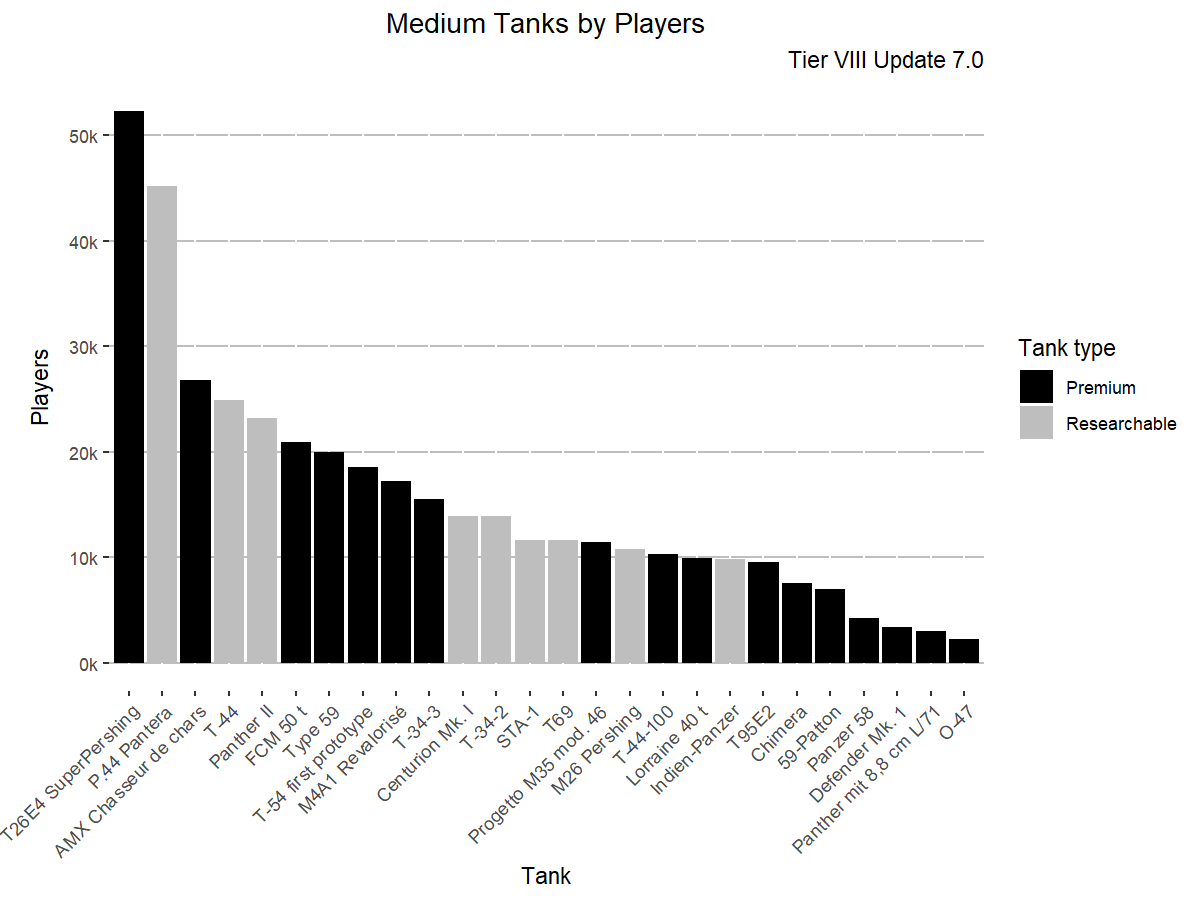 Medium Tanks by Players
Tier VIII Update 7.0
Players
50k
40k
30k
20k
10k
0k
T26E4 SuperPershing
P.44 Pantera
AMX Chasseur de chars
T-44
Panther II
FCM 50 t
Type 59
T-54 first prototype
M4A1 Revalorisé
T-34-3
Centurion Mk. I
T-34-2
STA-1
T69
Progetto M35 mod. 46
M26 Pershing
T-44-100
Lorraine 40 t
Indien-Panzer
T95E2
Chimera
59-Patton
Panzer 58
Defender Mk. 1
Panther mit 8,8 cm L/71
O-47
Tank
Tank type
Premium
Researchable